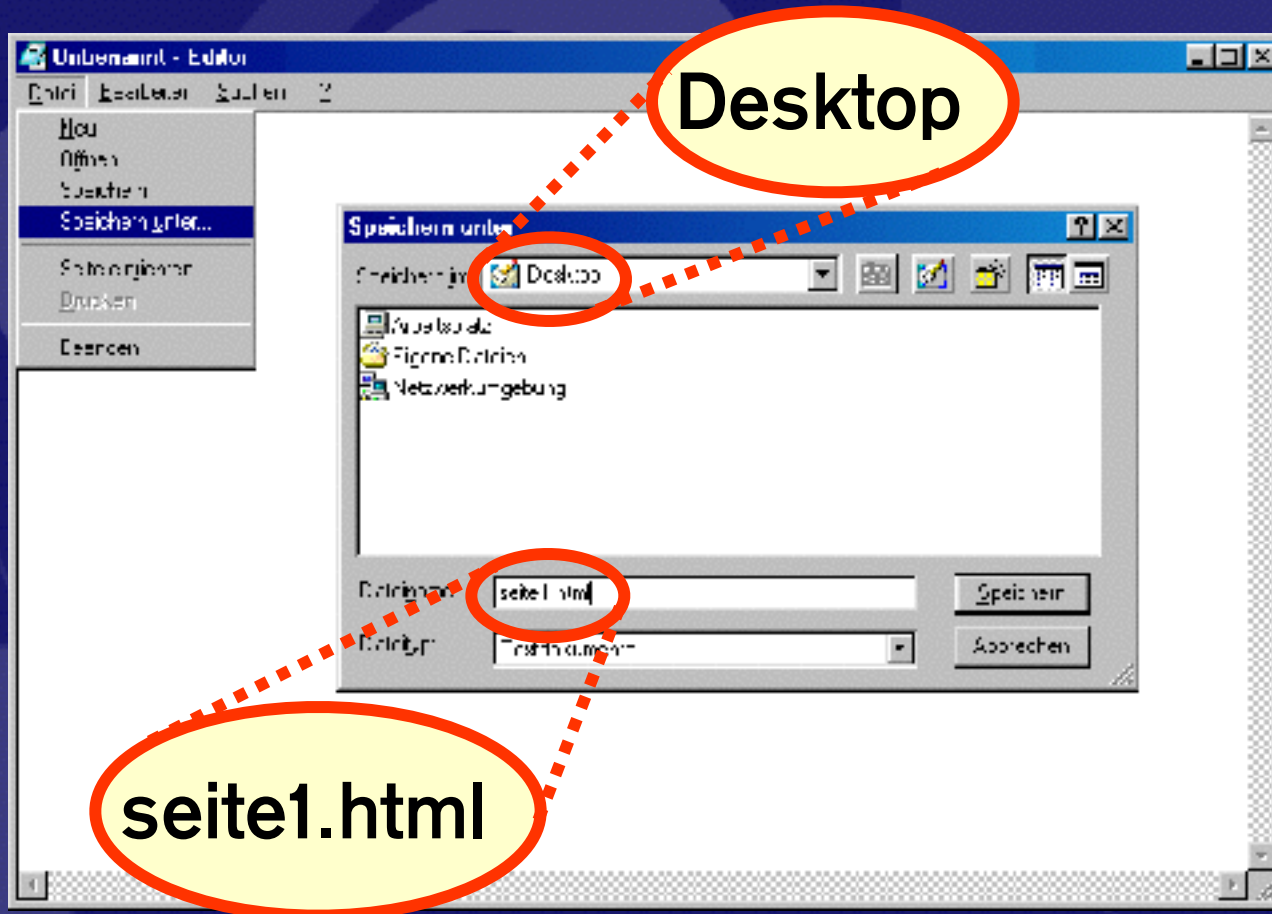 Unbenannt - Editor
Datei Bearbeiten Suchen ?
Neu
Öffnen
Speichern
Speichern unter...
Seite einrichten
Drucken
Beenden
Desktop
Speichern unter
Speichern in: Desktop
Arbeitsplatz
Eigene Dateien
Netzwerkumgebung
Dateiname: seite1.html Speichern
Dateityp: Textdokumente Abbrechen
seite1.html